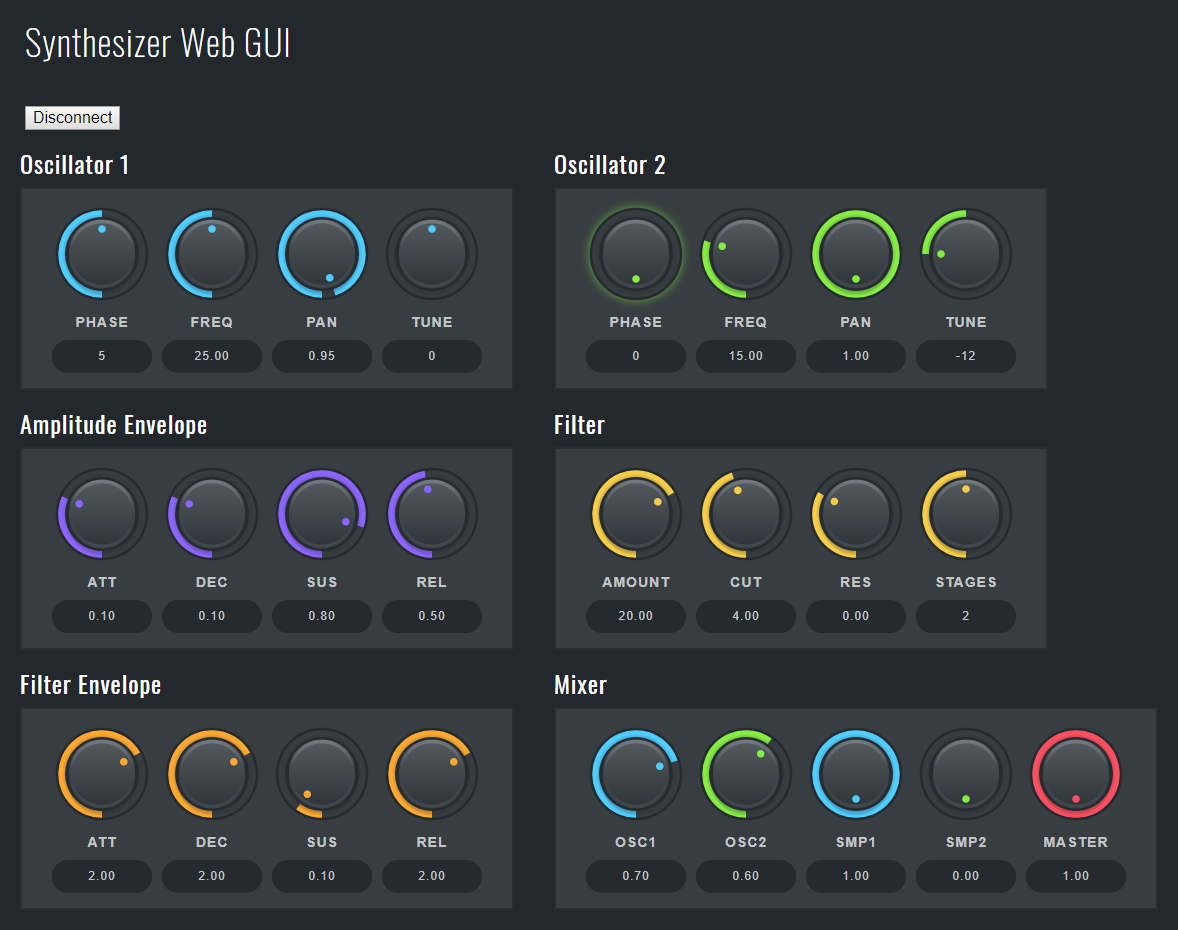 Synthesizer Web GUI
Disconnect
Oscillator 1
PHASE FREQ PAN TUNE
5 25.00 0.95 0
Oscillator 2
PHASE FREQ PAN TUNE
0 15.00 1.00 -12
Amplitude Envelope
ATT DEC SUS REL
0.10 0.10 0.80 0.50
Filter
AMOUNT CUT RES STAGES
20.00 4.00 0.00 2
Filter Envelope
ATT DEC SUS REL
2.00 2.00 0.10 2.00
Mixer
OSC1 OSC2 SMP1 SMP2 MASTER
0.70 0.60 1.00 0.00 1.00